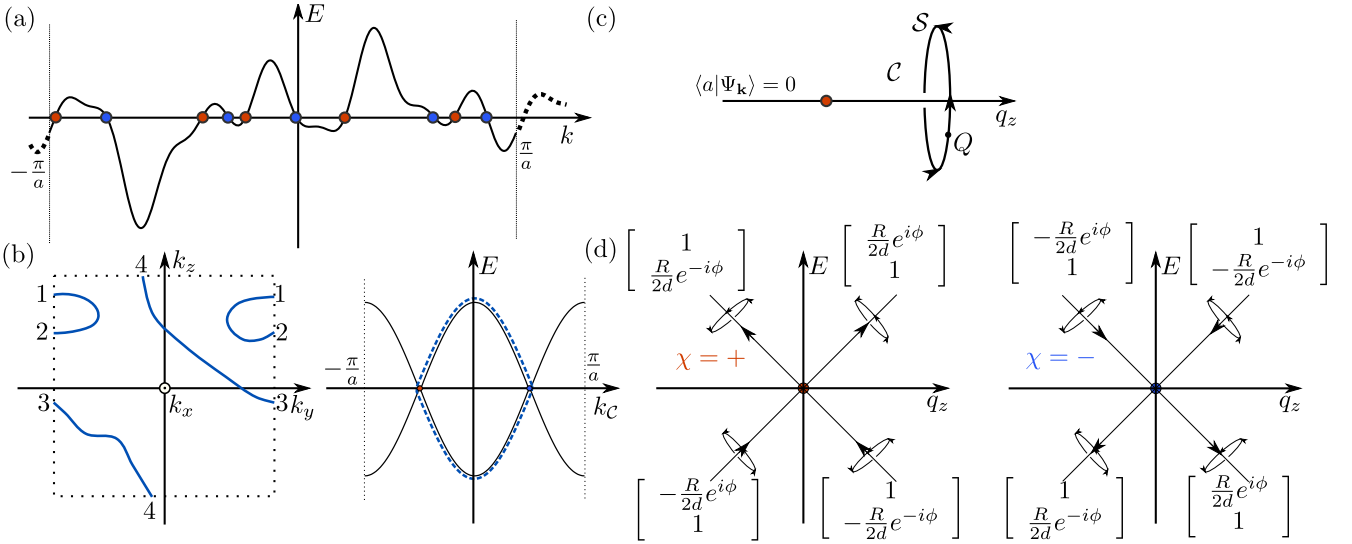 (a)
E
k
−π/a
π/a
(b)
4
k_z
1
2
1
2
3
k_x
3
k_y
4
E
−π/a
π/a
k_𝒞
(c)
𝒮
𝒞
⟨a|Ψ_𝐤⟩ = 0
q_z
Q
(d)
[ 1
R/2d e^{−iϕ} ]
[ R/2d e^{iϕ}
1 ]
E
χ = +
q_z
[ −R/2d e^{iϕ}
1 ]
[ 1
−R/2d e^{−iϕ} ]
[ −R/2d e^{iϕ}
1 ]
[ 1
−R/2d e^{−iϕ} ]
E
χ = −
q_z
[ 1
R/2d e^{−iϕ} ]
[ R/2d e^{iϕ}
1 ]